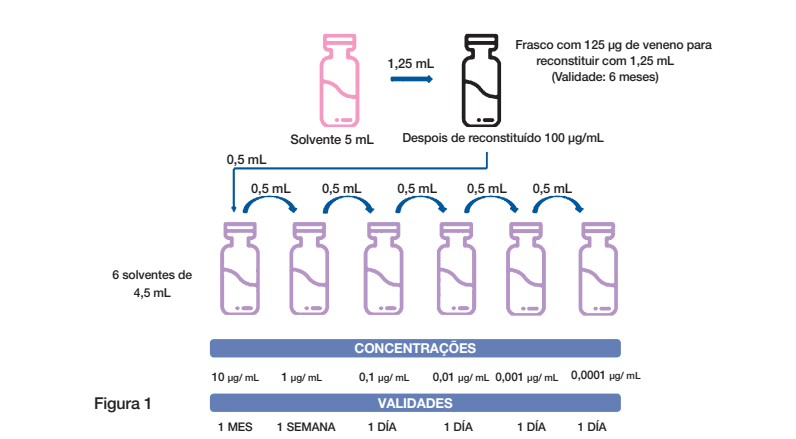 1,25 mL
Frasco com 125 µg de veneno para
reconstituir com 1,25 mL
(Validade: 6 meses)
Solvente 5 mL
Despois de reconstituído 100 µg/mL
0,5 mL
0,5 mL 0,5 mL 0,5 mL 0,5 mL 0,5 mL
6 solventes de
4,5 mL
CONCENTRAÇÕES
10 µg/ mL 1 µg/ mL 0,1 µg/ mL 0,01 µg/ mL 0,001 µg/ mL 0,0001 µg/ mL
Figura 1
VALIDADES
1 MES 1 SEMANA 1 DÍA 1 DÍA 1 DÍA 1 DÍA